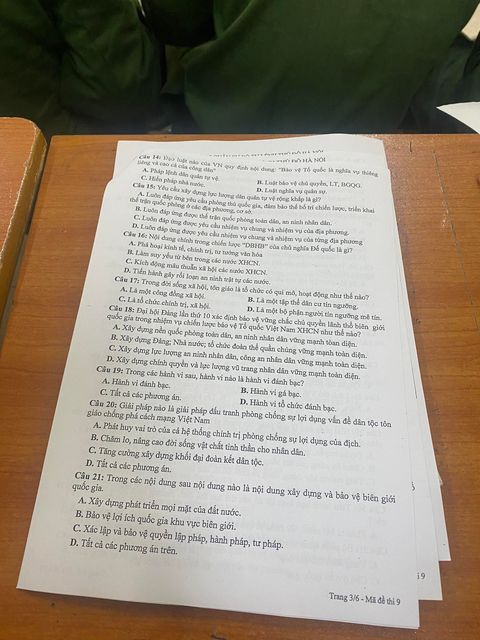 THỦ ĐÔ HÀ NỘI
Câu 14: Đạo luật nào của VN quy định nội dung: "Bảo vệ Tổ quốc là nghĩa vụ thiêng
liêng và cao cả của công dân"
A. Pháp lệnh dân quân tự vệ.
B. Luật bảo vệ chủ quyền, LT, BGQG.
C. Hiến pháp nhà nước.
D. Luật nghĩa vụ quân sự.
Câu 15: Yêu cầu xây dựng lực lượng dân quân tự vệ rộng khắp là gì?
A. Luôn đáp ứng yêu cầu phòng thủ quốc gia, đảm bảo thế bố trí chiến lược, triển khai
thế trận quốc phòng ở các địa phương, cơ sở.
B. Luôn đáp ứng được thế trận quốc phòng toàn dân, an ninh nhân dân.
C. Luôn đáp ứng được yêu cầu nhiệm vụ chung và nhiệm vụ của địa phương.
D. Luôn đáp ứng được yêu cầu nhiệm vụ chung và nhiệm vụ của từng địa phương
Câu 16: Nội dung chính trong chiến lược "DBHB" của chủ nghĩa Đế quốc là gì?
A. Phá hoại kinh tế, chính trị, tư tưởng văn hóa
B. Làm suy yếu từ bên trong các nước XHCN.
C. Kích động mâu thuẫn xã hội các nước XHCN.
D. Tiến hành gây rối loạn an ninh trật tự các nước.
Câu 17: Trong đời sống xã hội, tôn giáo là tổ chức có qui mô, hoạt động như thế nào?
A. Là một cộng đồng xã hội.
B. Là một tập thể dân cư tín ngưỡng.
C. Là tổ chức chính trị, xã hội.
D. Là một bộ phận người tín ngưỡng mê tín.
Câu 18: Đại hội Đảng lần thứ 10 xác định bảo vệ vững chắc chủ quyền lãnh thổ biên giới
quốc gia trong nhiệm vụ chiến lược bảo vệ Tổ Quốc Việt Nam XHCN như thế nào?
A. Xây dựng nền quốc phòng toàn dân, an ninh nhân dân vững mạnh tòan diện.
B. Xây dựng Đảng; Nhà nước; tổ chức đoàn thể quần chúng vững mạnh toàn diện.
C. Xây dựng lực lượng an ninh nhân dân, công an nhân dân vững mạnh toàn diện.
D. Xây dựng chính quyền và lực lượng vũ trang nhân dân vững mạnh toàn diện.
Câu 19: Trong các hành vi sau, hành vi nào là hành vi đánh bạc?
A. Hành vi đánh bạc.
B. Hành vi gá bạc.
C. Tất cả các phương án.
D. Hành vi tổ chức đánh bạc.
Câu 20: Giải pháp nào là giải pháp đấu tranh phòng chống sự lợi dụng vấn đề dân tộc tôn
giáo chống phá cách mạng Việt Nam
A. Phát huy vai trò của cả hệ thống chính trị phòng chống sự lợi dụng của địch.
B. Chăm lo, nâng cao đời sống vật chất tinh thần cho nhân dân.
C. Tăng cường xây dựng khối đại đoàn kết dân tộc.
D. Tất cả các phương án.
Câu 21: Trong các nội dung sau nội dung nào là nội dung xây dựng và bảo vệ biên giới
quốc gia.
A. Xây dựng phát triển mọi mặt của đất nước.
B. Bảo vệ lợi ích quốc gia khu vực biên giới.
C. Xác lập và bảo vệ quyền lập pháp, hành pháp, tư pháp.
D. Tất cả các phương án trên.
Trang 3/6 - Mã đề thi 9
i 9